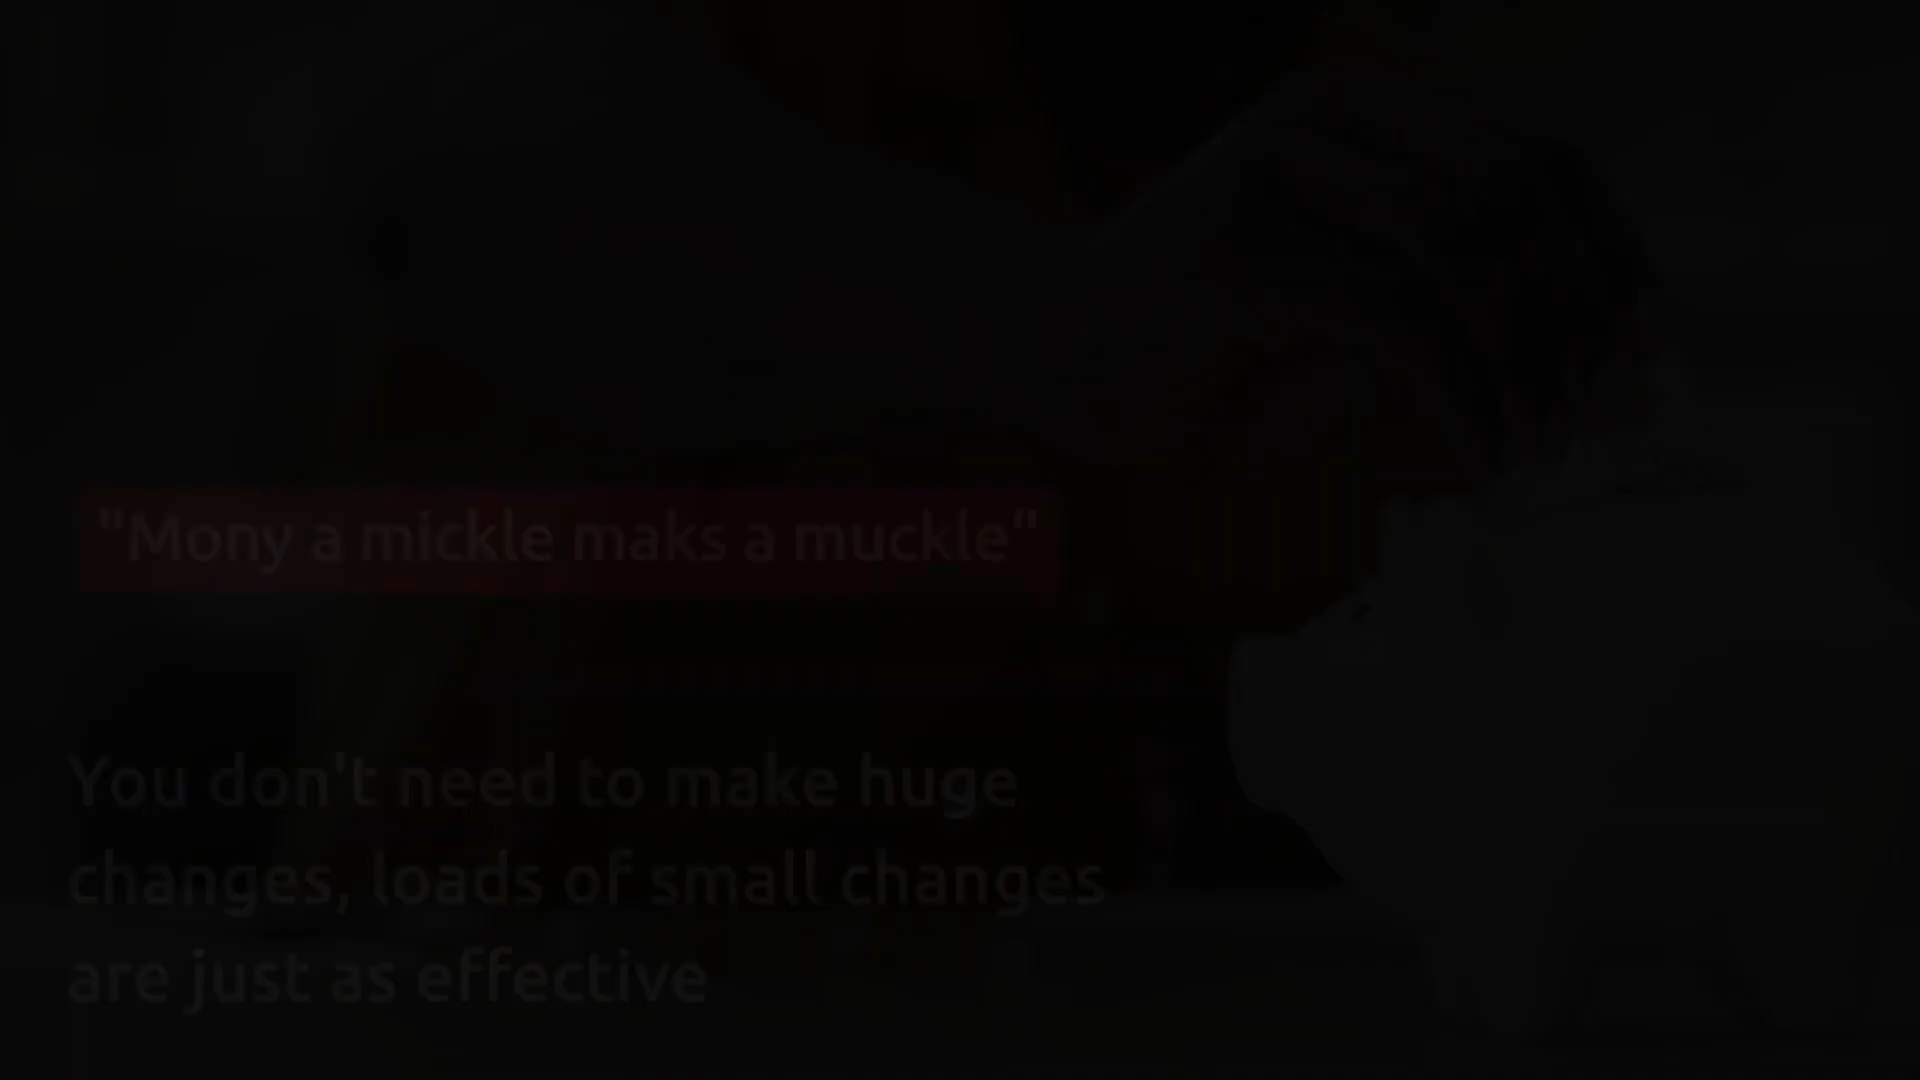 "Mony a mickle maks a muckle"
You don't need to make huge
changes, loads of small changes
are just as effective